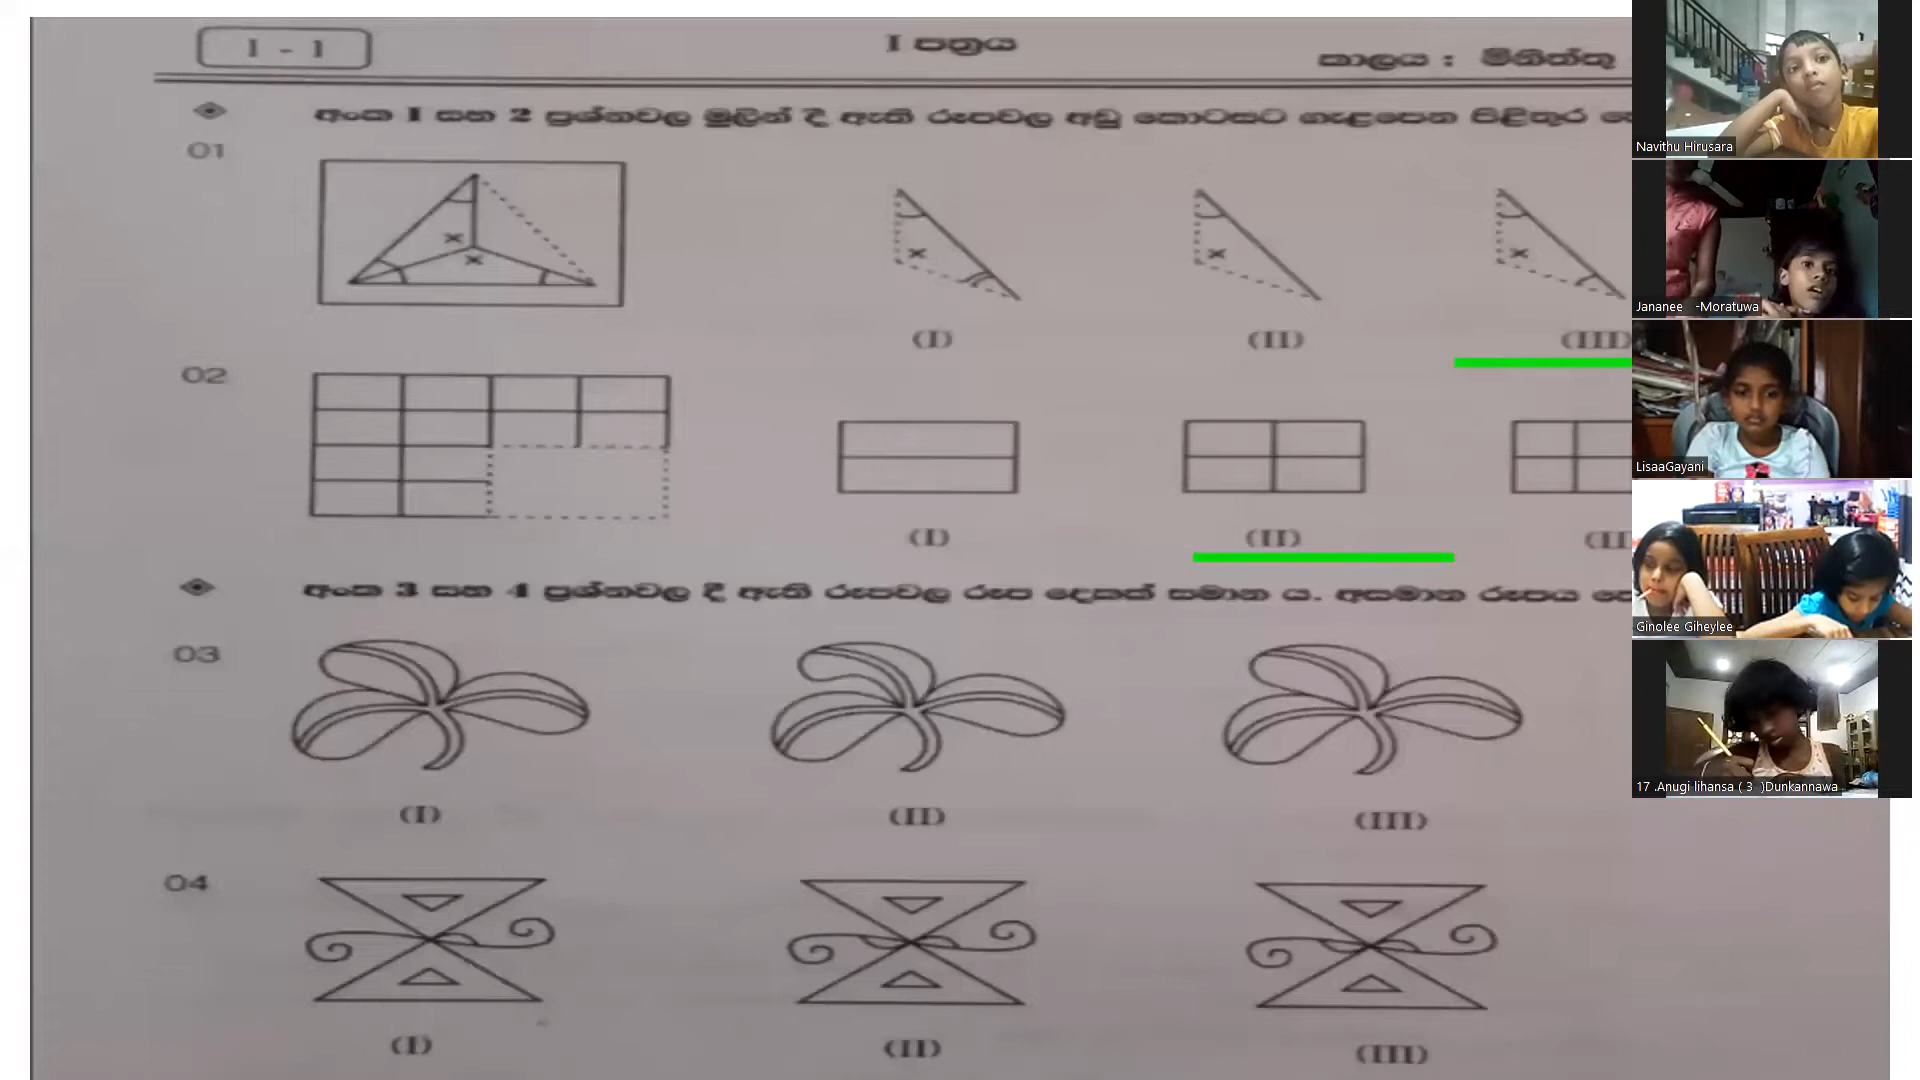 1 - 1
I පත්‍රය
කාලය : මිනිත්තු
අංක 1 සහ 2 ප්‍රශ්නවල මුලින් දී ඇති රූපවල අඩු කොටසට ගැළපෙන පිළිතුර
01
(I) (II) (III)
02
(I) (II)
අංක 3 සහ 4 ප්‍රශ්නවල දී ඇති රූපවල රූප දෙකක් සමාන ය. අසමාන රූපය
03
(I) (II) (III)
04
(I) (II) (III)
Navithu Hirusara
Jananee -Moratuwa
LisaaGayani
Ginolee Giheylee
17 .Anugi lihansa ( 3 )Dunkannawa